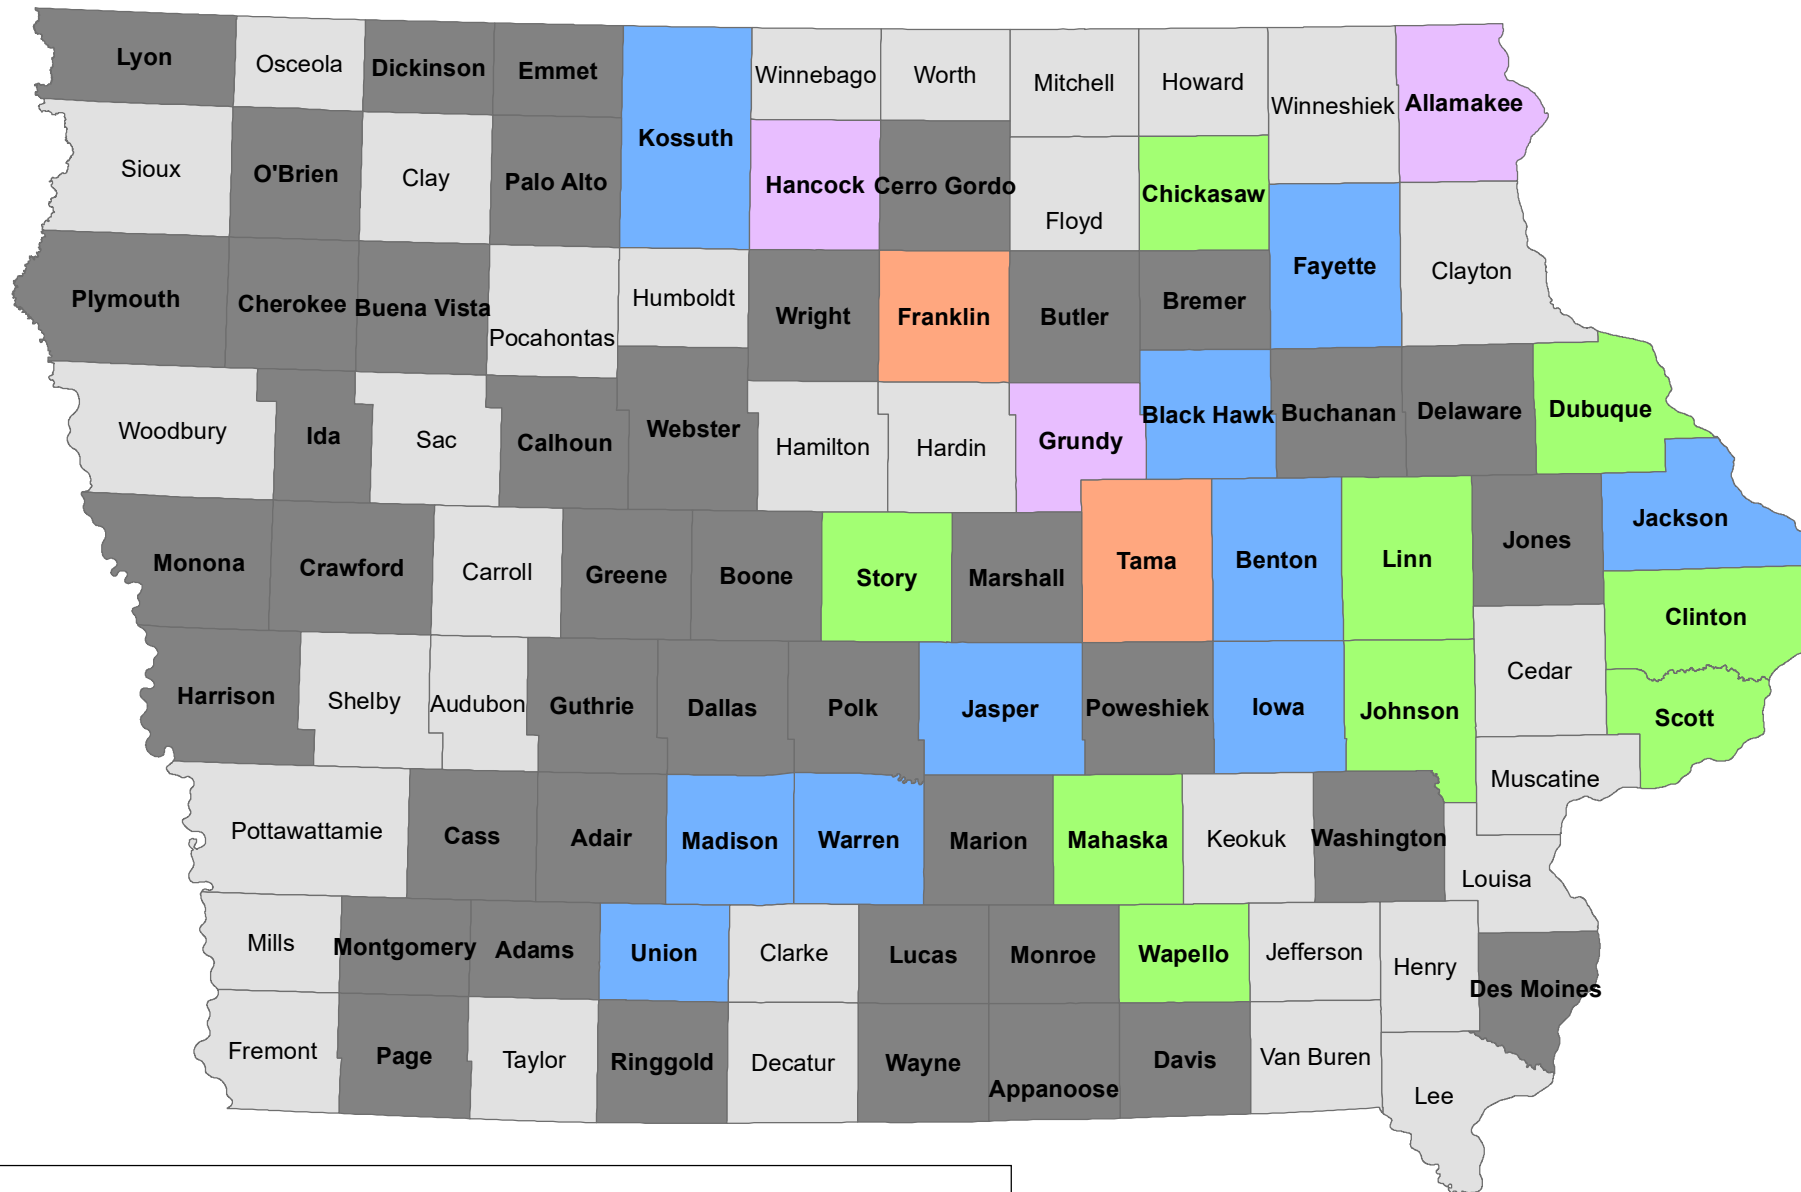 Lyon
Osceola
Dickinson
Emmet
Kossuth
Winnebago
Worth
Mitchell
Howard
Winneshiek
Allamakee
Sioux
O'Brien
Clay
Palo Alto
Hancock
Cerro Gordo
Floyd
Chickasaw
Fayette
Clayton
Plymouth
Cherokee
Buena Vista
Pocahontas
Humboldt
Wright
Franklin
Butler
Bremer
Woodbury
Ida
Sac
Calhoun
Webster
Hamilton
Hardin
Grundy
Black Hawk
Buchanan
Delaware
Dubuque
Monona
Crawford
Carroll
Greene
Boone
Story
Marshall
Tama
Benton
Linn
Jones
Jackson
Clinton
Harrison
Shelby
Audubon
Guthrie
Dallas
Polk
Jasper
Poweshiek
Iowa
Johnson
Cedar
Scott
Muscatine
Pottawattamie
Cass
Adair
Madison
Warren
Marion
Mahaska
Keokuk
Washington
Louisa
Mills
Montgomery
Adams
Union
Clarke
Lucas
Monroe
Wapello
Jefferson
Henry
Des Moines
Fremont
Page
Taylor
Ringgold
Decatur
Wayne
Appanoose
Davis
Van Buren
Lee